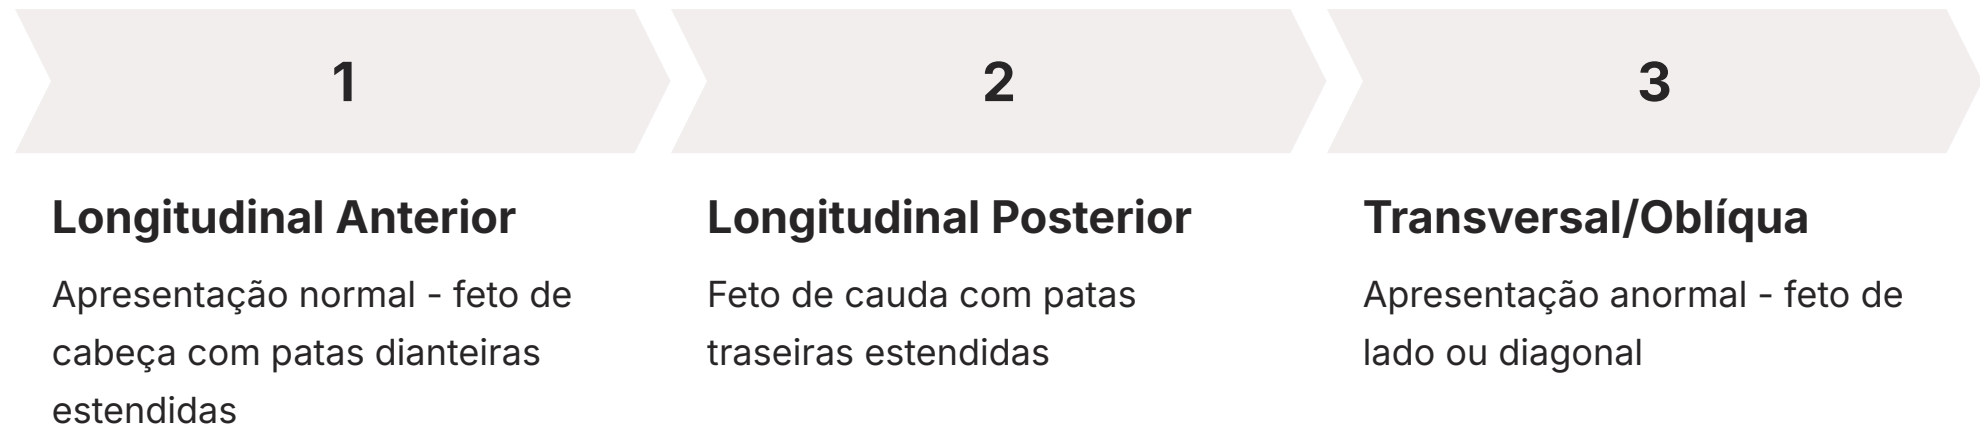 1
2
3
Longitudinal Anterior
Apresentação normal - feto de
cabeça com patas dianteiras
estendidas
Longitudinal Posterior
Feto de cauda com patas
traseiras estendidas
Transversal/Oblíqua
Apresentação anormal - feto de
lado ou diagonal